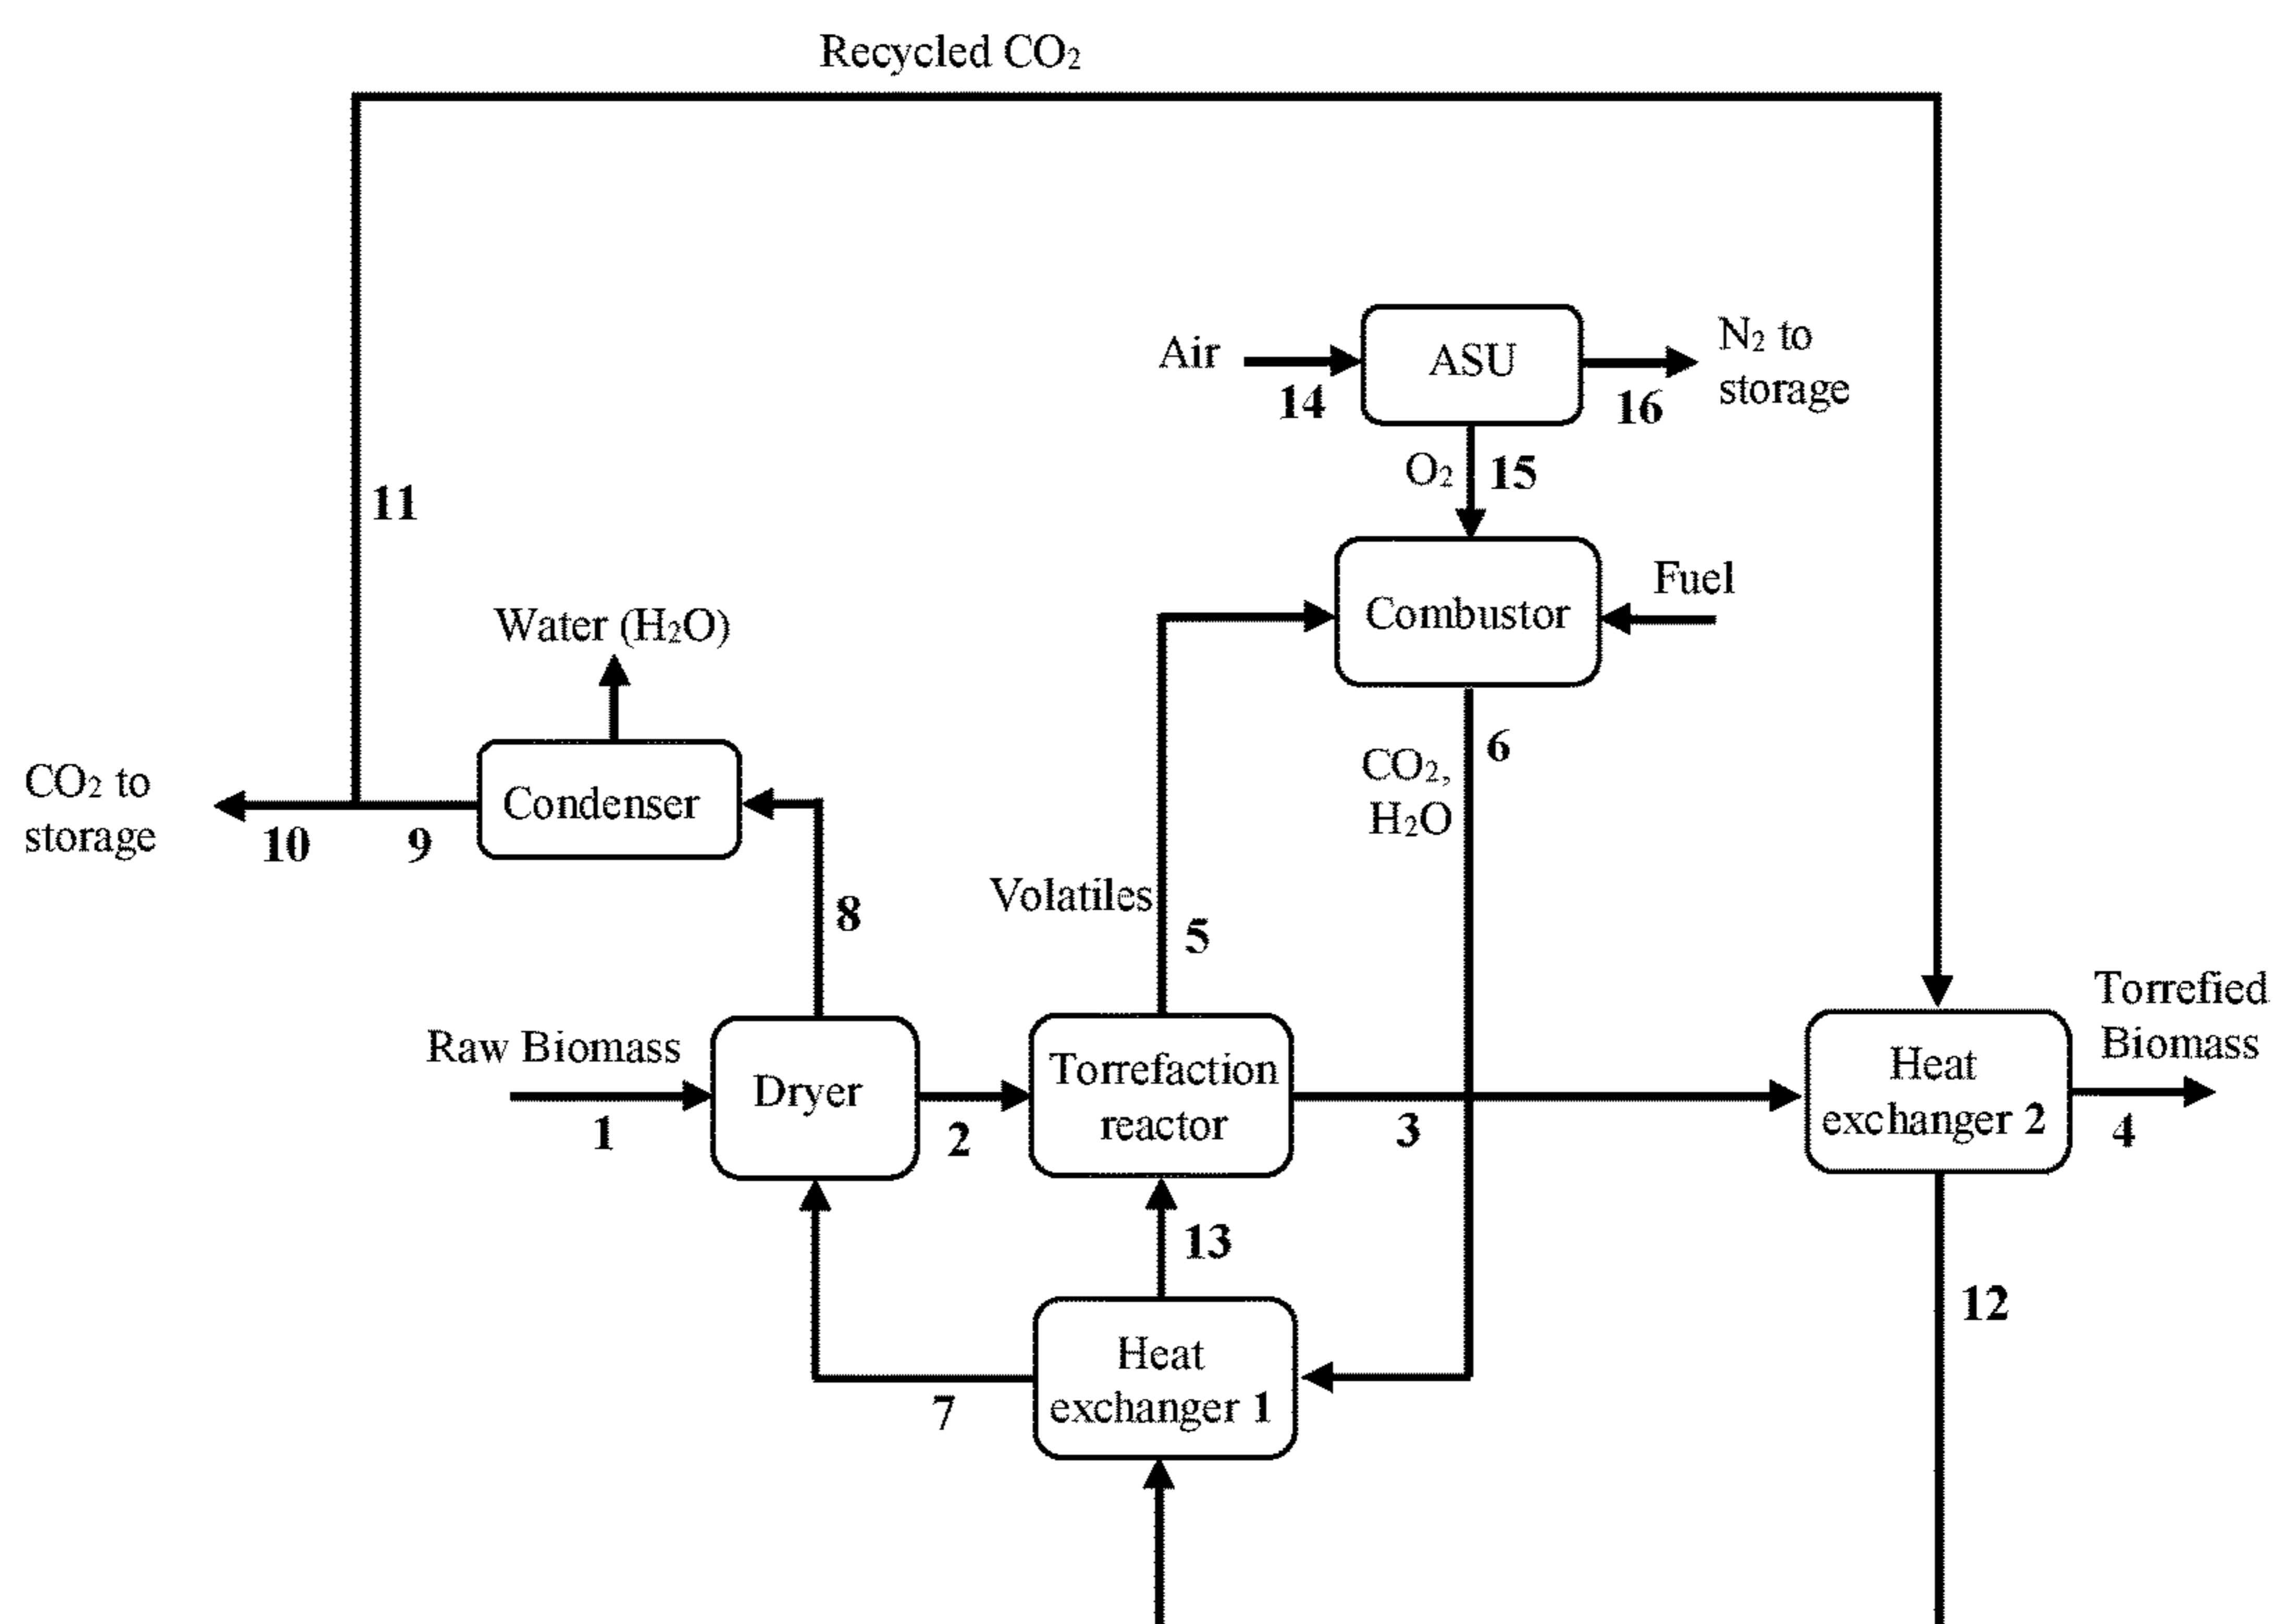 Recycled CO₂
Air
ASU
N₂ to
storage
14
16
O₂
15
11
Fuel
Water (H₂O)
Combustor
6
CO₂,
H₂O
CO₂ to
storage
Condenser
10
9
Volatiles
8
5
Torrefied
Biomass
Raw Biomass
Dryer
Torrefaction
reactor
Heat
exchanger 2
1
2
3
4
13
12
Heat
exchanger 1
7